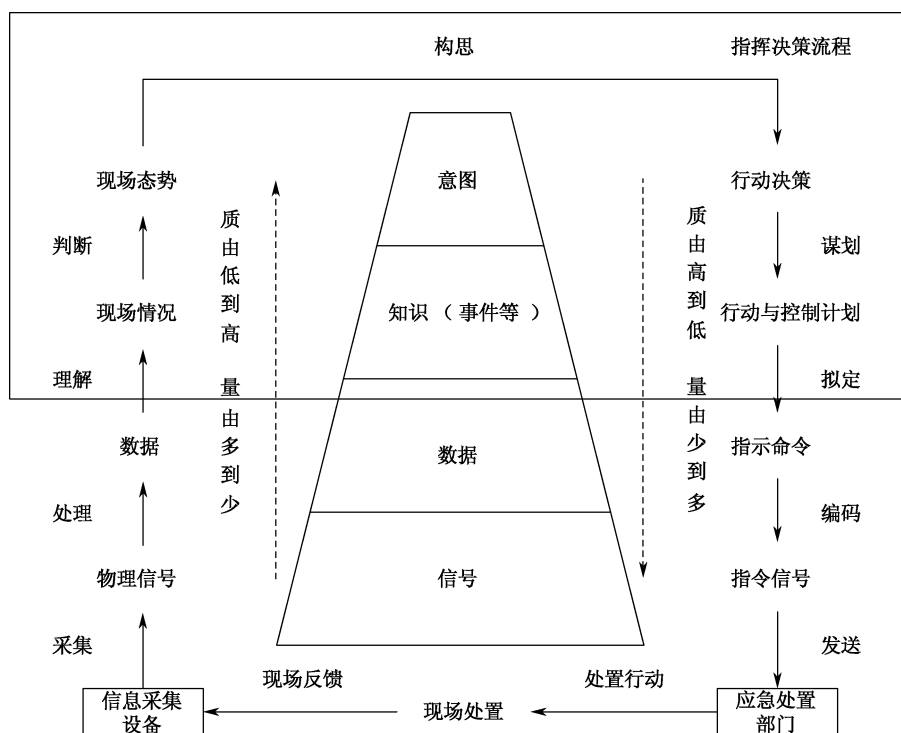 构思
指挥决策流程
现场态势
意图
行动决策
质由低到高 量由多到少
质由高到低 量由少到多
判断
谋划
现场情况
知识（事件等）
行动与控制计划
理解
拟定
数据
数据
指示命令
处理
编码
物理信号
信号
指令信号
采集
发送
现场反馈
处置行动
信息采集
设备
现场处置
应急处置
部门